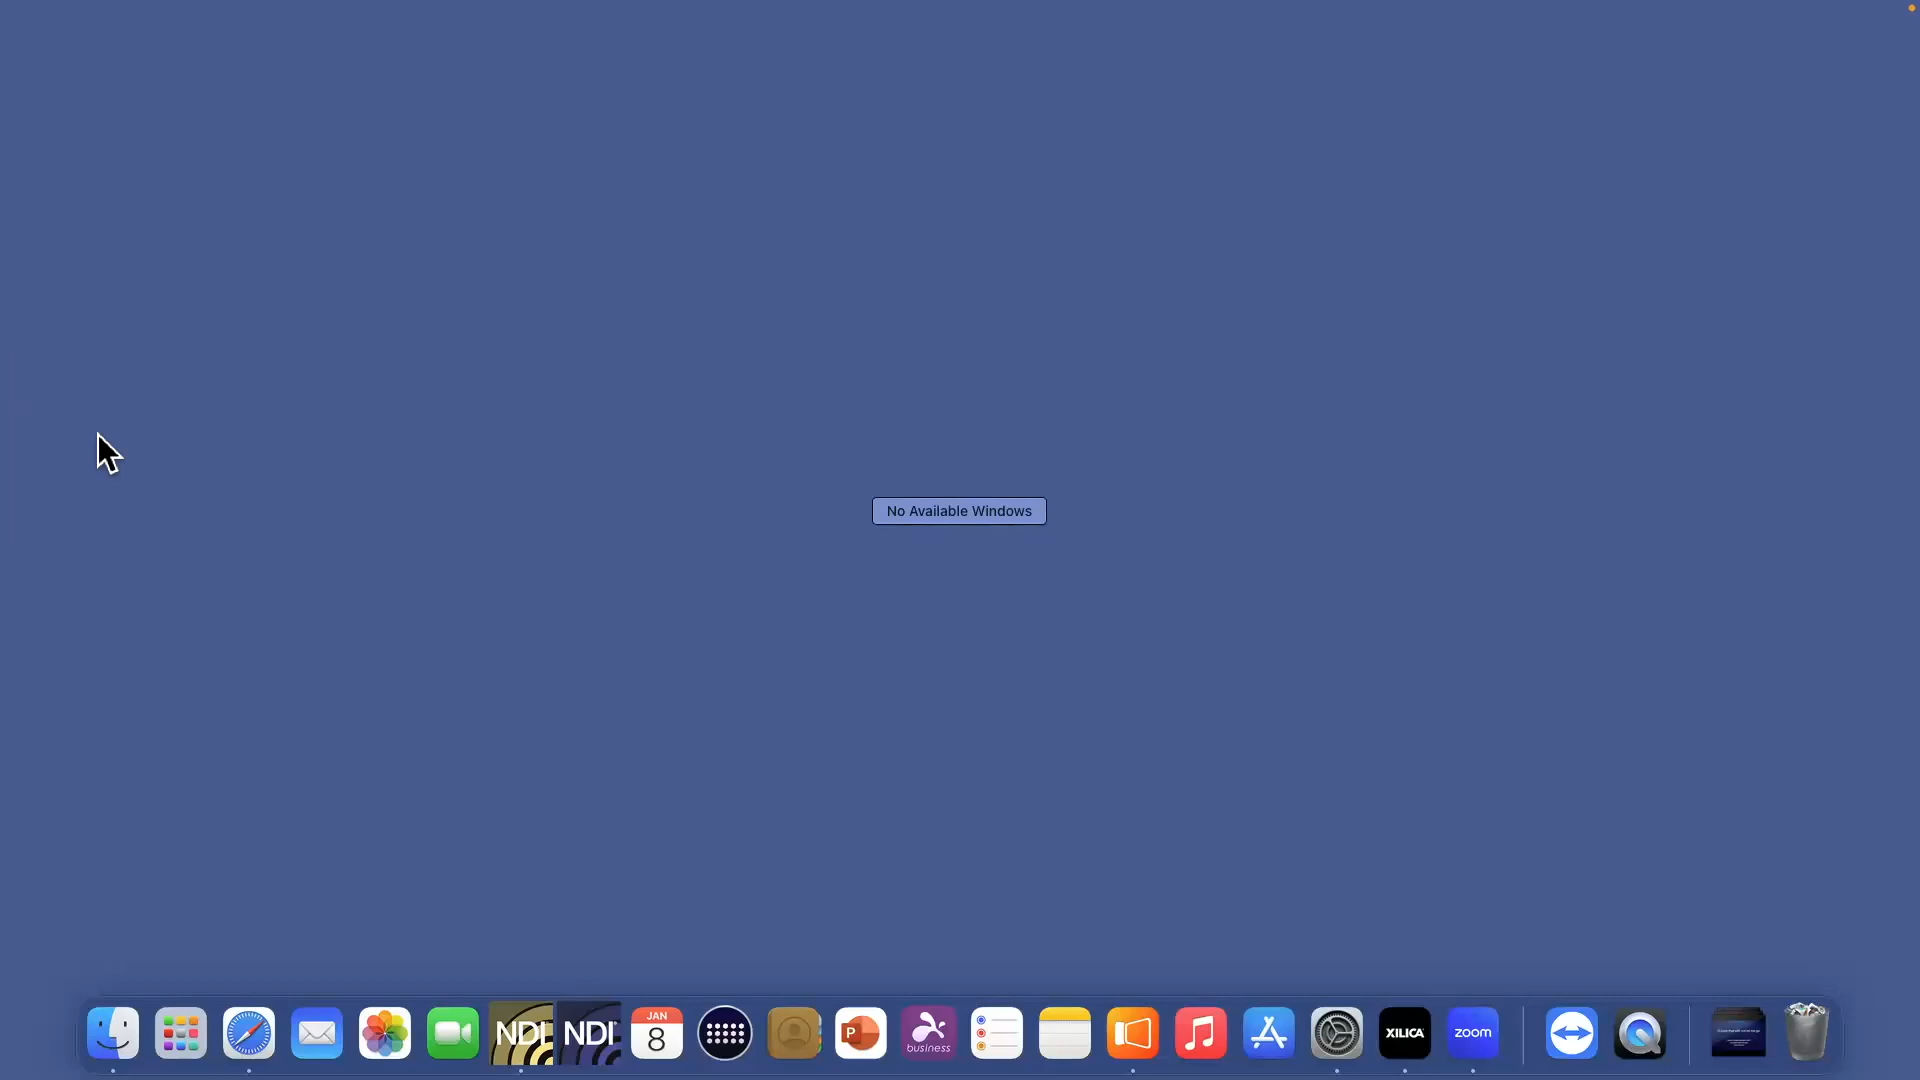 No Available Windows
NDI
NDI
JAN
8
P
business
XILICA
zoom